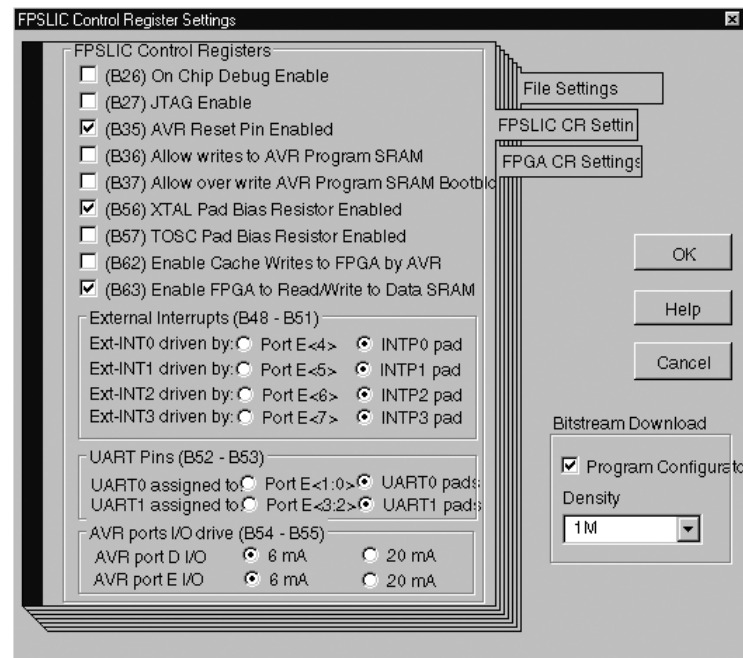 FPSLIC Control Register Settings
FPSLIC Control Registers
(B26) On Chip Debug Enable
(B27) JTAG Enable
(B35) AVR Reset Pin Enabled
(B36) Allow writes to AVR Program SRAM
(B37) Allow over write AVR Program SRAM Bootblo
(B56) XTAL Pad Bias Resistor Enabled
(B57) TOSC Pad Bias Resistor Enabled
(B62) Enable Cache Writes to FPGA by AVR
(B63) Enable FPGA to Read/Write to Data SRAM
External Interrupts (B48 - B51)
Ext-INT0 driven by: Port E<4> INTP0 pad
Ext-INT1 driven by: Port E<5> INTP1 pad
Ext-INT2 driven by: Port E<6> INTP2 pad
Ext-INT3 driven by: Port E<7> INTP3 pad
UART Pins (B52 - B53)
UART0 assigned to: Port E<1:0> UART0 pads
UART1 assigned to: Port E<3:2> UART1 pads
AVR ports I/O drive (B54 - B55)
AVR port D I/O 6 mA 20 mA
AVR port E I/O 6 mA 20 mA
File Settings
FPSLIC CR Settin
FPGA CR Settings
OK
Help
Cancel
Bitstream Download
Program Configurato
Density
1M